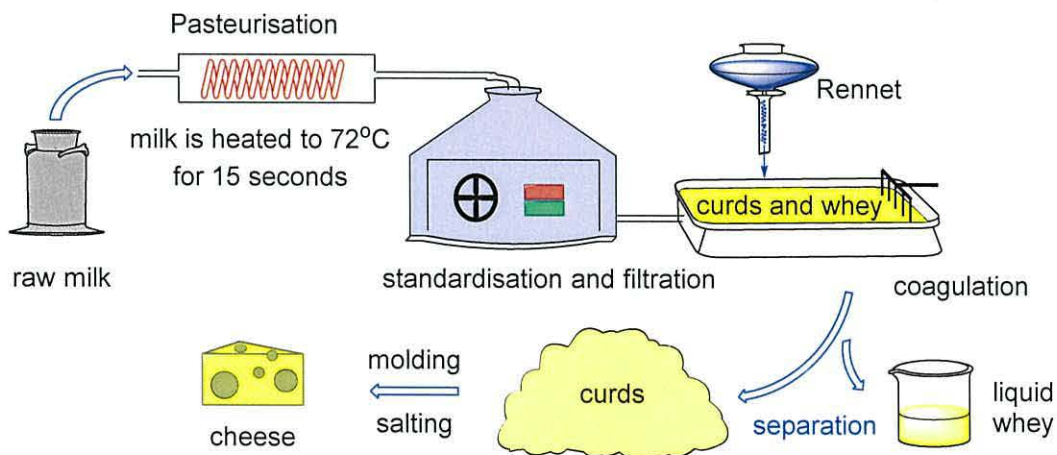 Pasteurisation
milk is heated to 72°C
for 15 seconds
Rennet
curds and whey
raw milk
standardisation and filtration
coagulation
molding
salting
cheese
curds
separation
liquid
whey